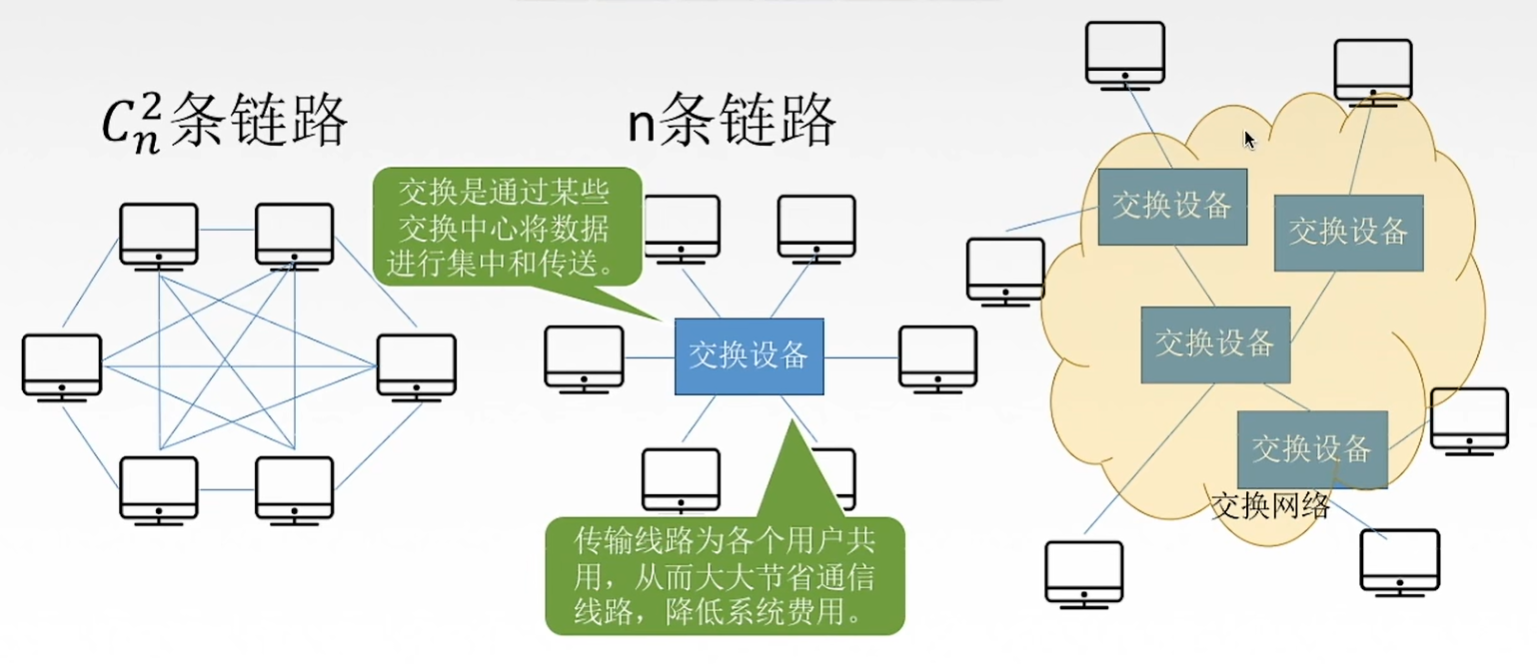 C_n^2条链路
n条链路
交换是通过某些
交换中心将数据
进行集中和传送。
交换设备
传输线路为各个用户共
用，从而大大节省通信
线路，降低系统费用。
交换设备
交换设备
交换设备
交换设备
交换网络